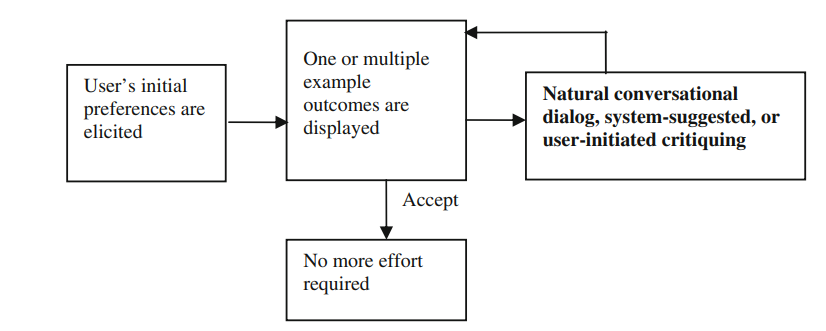 User's initial
preferences are
elicited
One or multiple
example
outcomes are
displayed
Natural conversational
dialog, system-suggested, or
user-initiated critiquing
Accept
No more effort
required